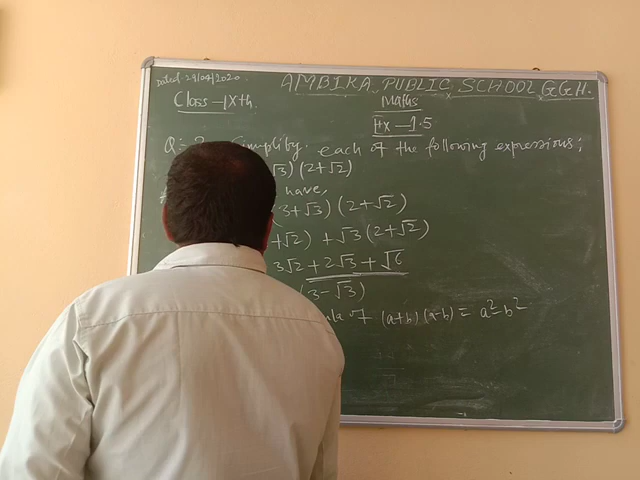 Dated-29/04/2020
AMBIKA PUBLIC SCHOOL GGH.
Class-IXth.
Maths
Ex-1.5
Simplify each of the following expressions;
√3) (2+√2)
have,
(3+√3) (2+√2)
+√2) +√3(2+√2)
3√2+2√3+√6
(3-√3)
of (a+b) (a-b) = a²-b²